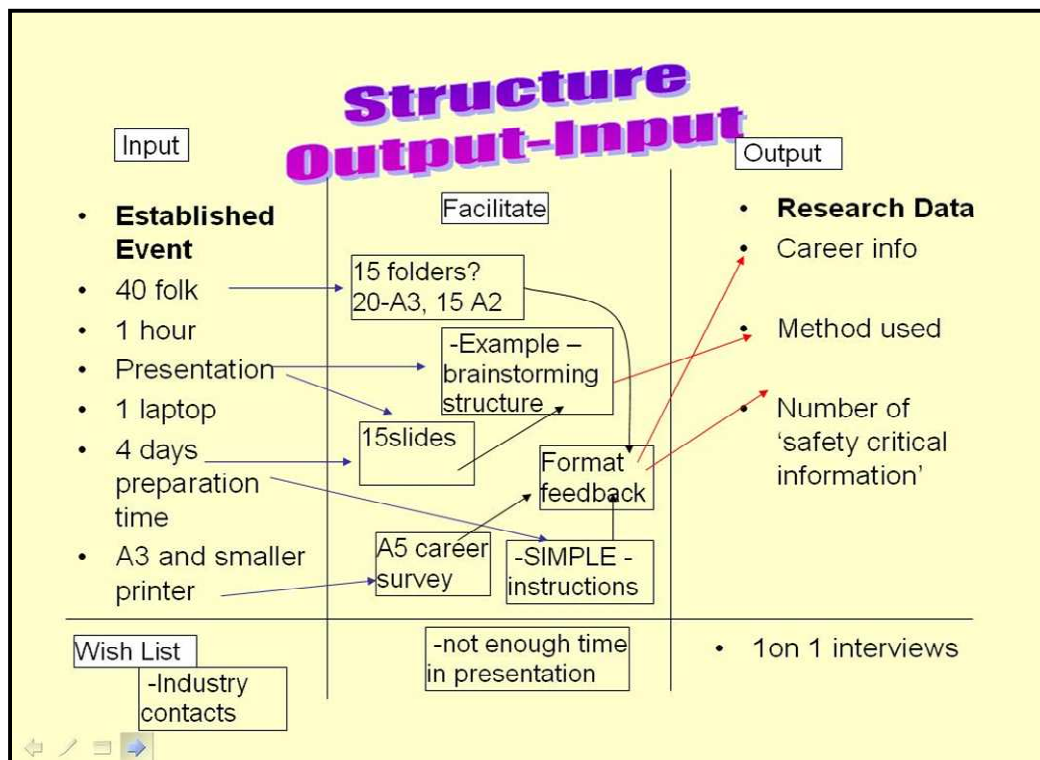 Structure
Output-Input
Input
Established
Event
40 folk
1 hour
Presentation
1 laptop
4 days
preparation
time
A3 and smaller
printer
Facilitate
15 folders?
20-A3, 15 A2
-Example –
brainstorming
structure
15slides
Format
feedback
A5 career
survey
-SIMPLE -
instructions
Output
Research Data
Career info
Method used
Number of
‘safety critical
information’
Wish List
-Industry
contacts
-not enough time
in presentation
1on 1 interviews